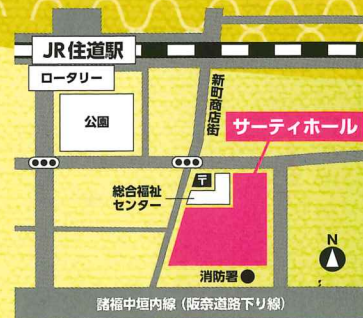 JR住道駅
ロータリー
公園
新町商店街
サーティホール
〒
総合福祉
センター
N
消防署
諸福中垣内線（阪奈道路下り線）